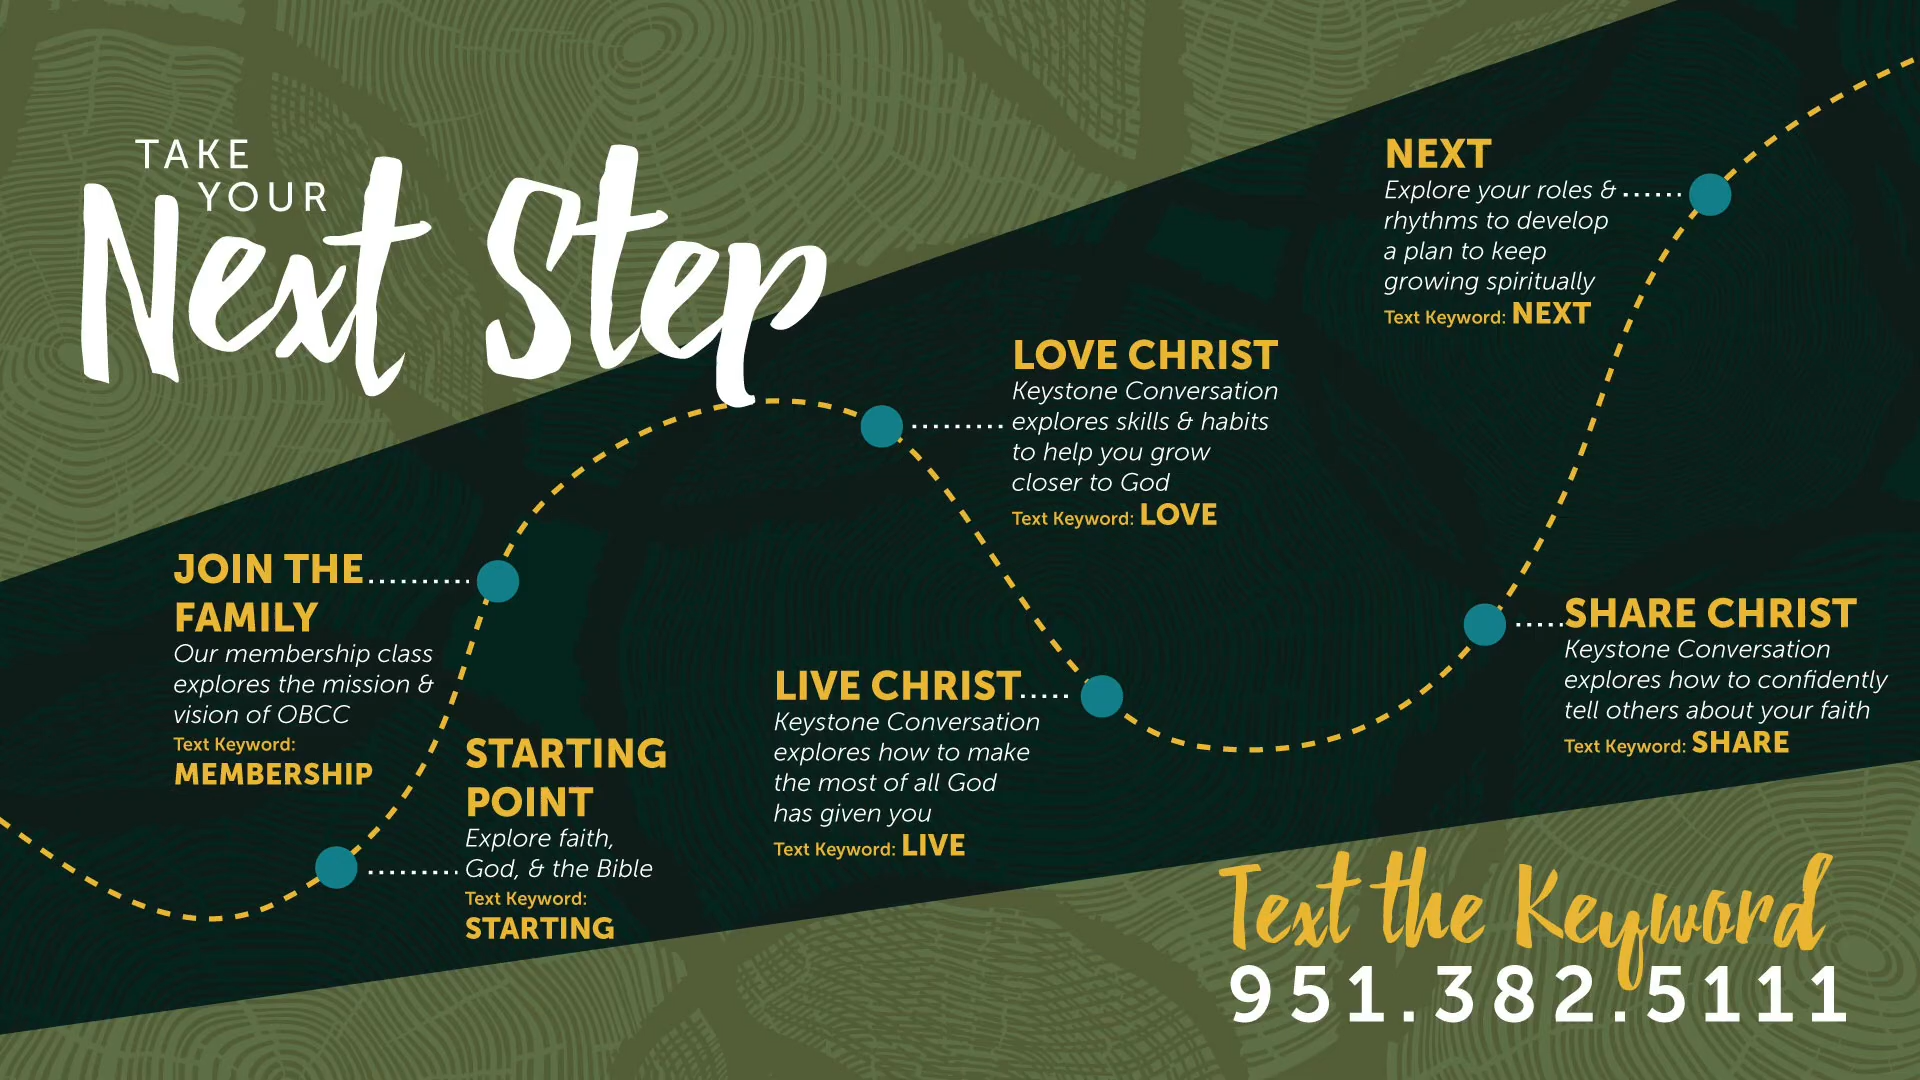 TAKE
YOUR
Next Step
NEXT
Explore your roles &
rhythms to develop
a plan to keep
growing spiritually
Text Keyword: NEXT
LOVE CHRIST
Keystone Conversation
explores skills & habits
to help you grow
closer to God
Text Keyword: LOVE
JOIN THE
FAMILY
Our membership class
explores the mission &
vision of OBCC
Text Keyword:
MEMBERSHIP
STARTING
POINT
Explore faith,
God, & the Bible
Text Keyword:
STARTING
LIVE CHRIST
Keystone Conversation
explores how to make
the most of all God
has given you
Text Keyword: LIVE
SHARE CHRIST
Keystone Conversation
explores how to confidently
tell others about your faith
Text Keyword: SHARE
Text the Keyword
951.382.5111